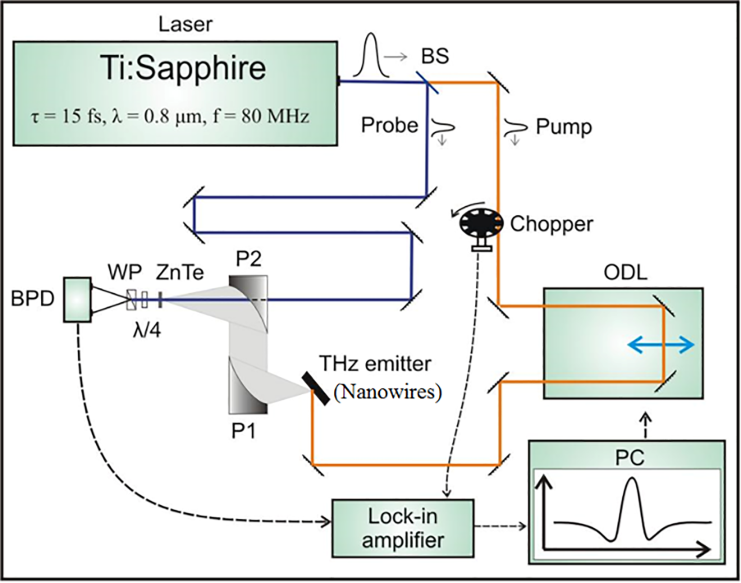 Laser
Ti:Sapphire
τ = 15 fs, λ = 0.8 μm, f = 80 MHz
BS
Probe
Pump
Chopper
ODL
P2
WP
ZnTe
BPD
λ/4
THz emitter
(Nanowires)
P1
PC
Lock-in
amplifier